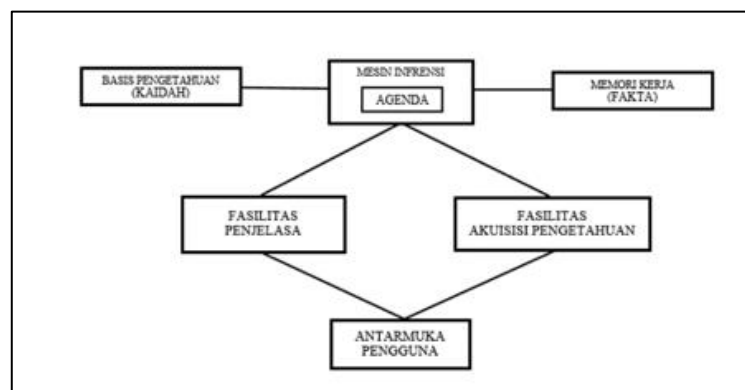 BASIS PENGETAHUAN
(KAIDAH)
MESIN INFRENSI
AGENDA
MEMORI KERJA
(FAKTA)
FASILITAS
PENJELASA
FASILITAS
AKUISISI PENGETAHUAN
ANTARMUKA
PENGGUNA